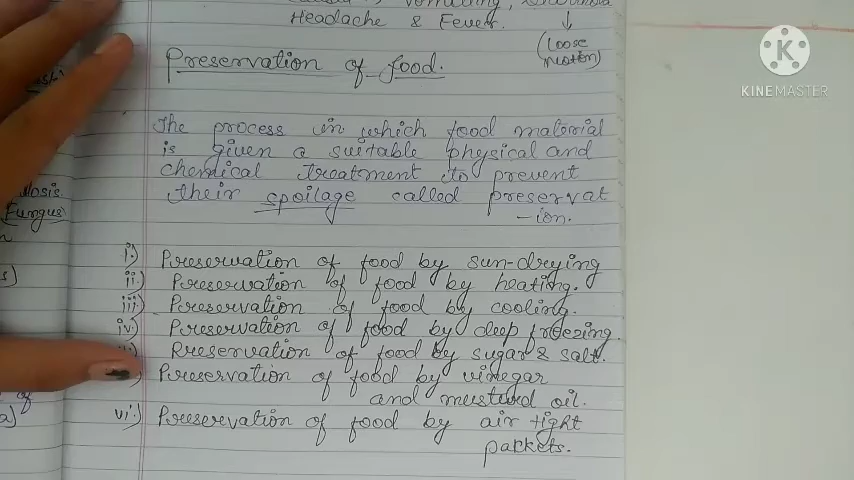 Vomiting,
Headache & Fever.
(Loose
motion)
Preservation of food.
The process in which food material
is given a suitable physical and
chemical treatment to prevent
their spoilage called preservat
-ion.
i.) Preservation of food by sun-drying
ii.) Preservation of food by heating.
iii.) Preservation of food by cooling.
iv.) Preservation of food by deep freezing.
Preservation of food by sugar & salt.
Preservation of food by vinegar
and mustard oil.
vi.) Preservation of food by air tight
packets.
Fungus
K
KINEMASTER